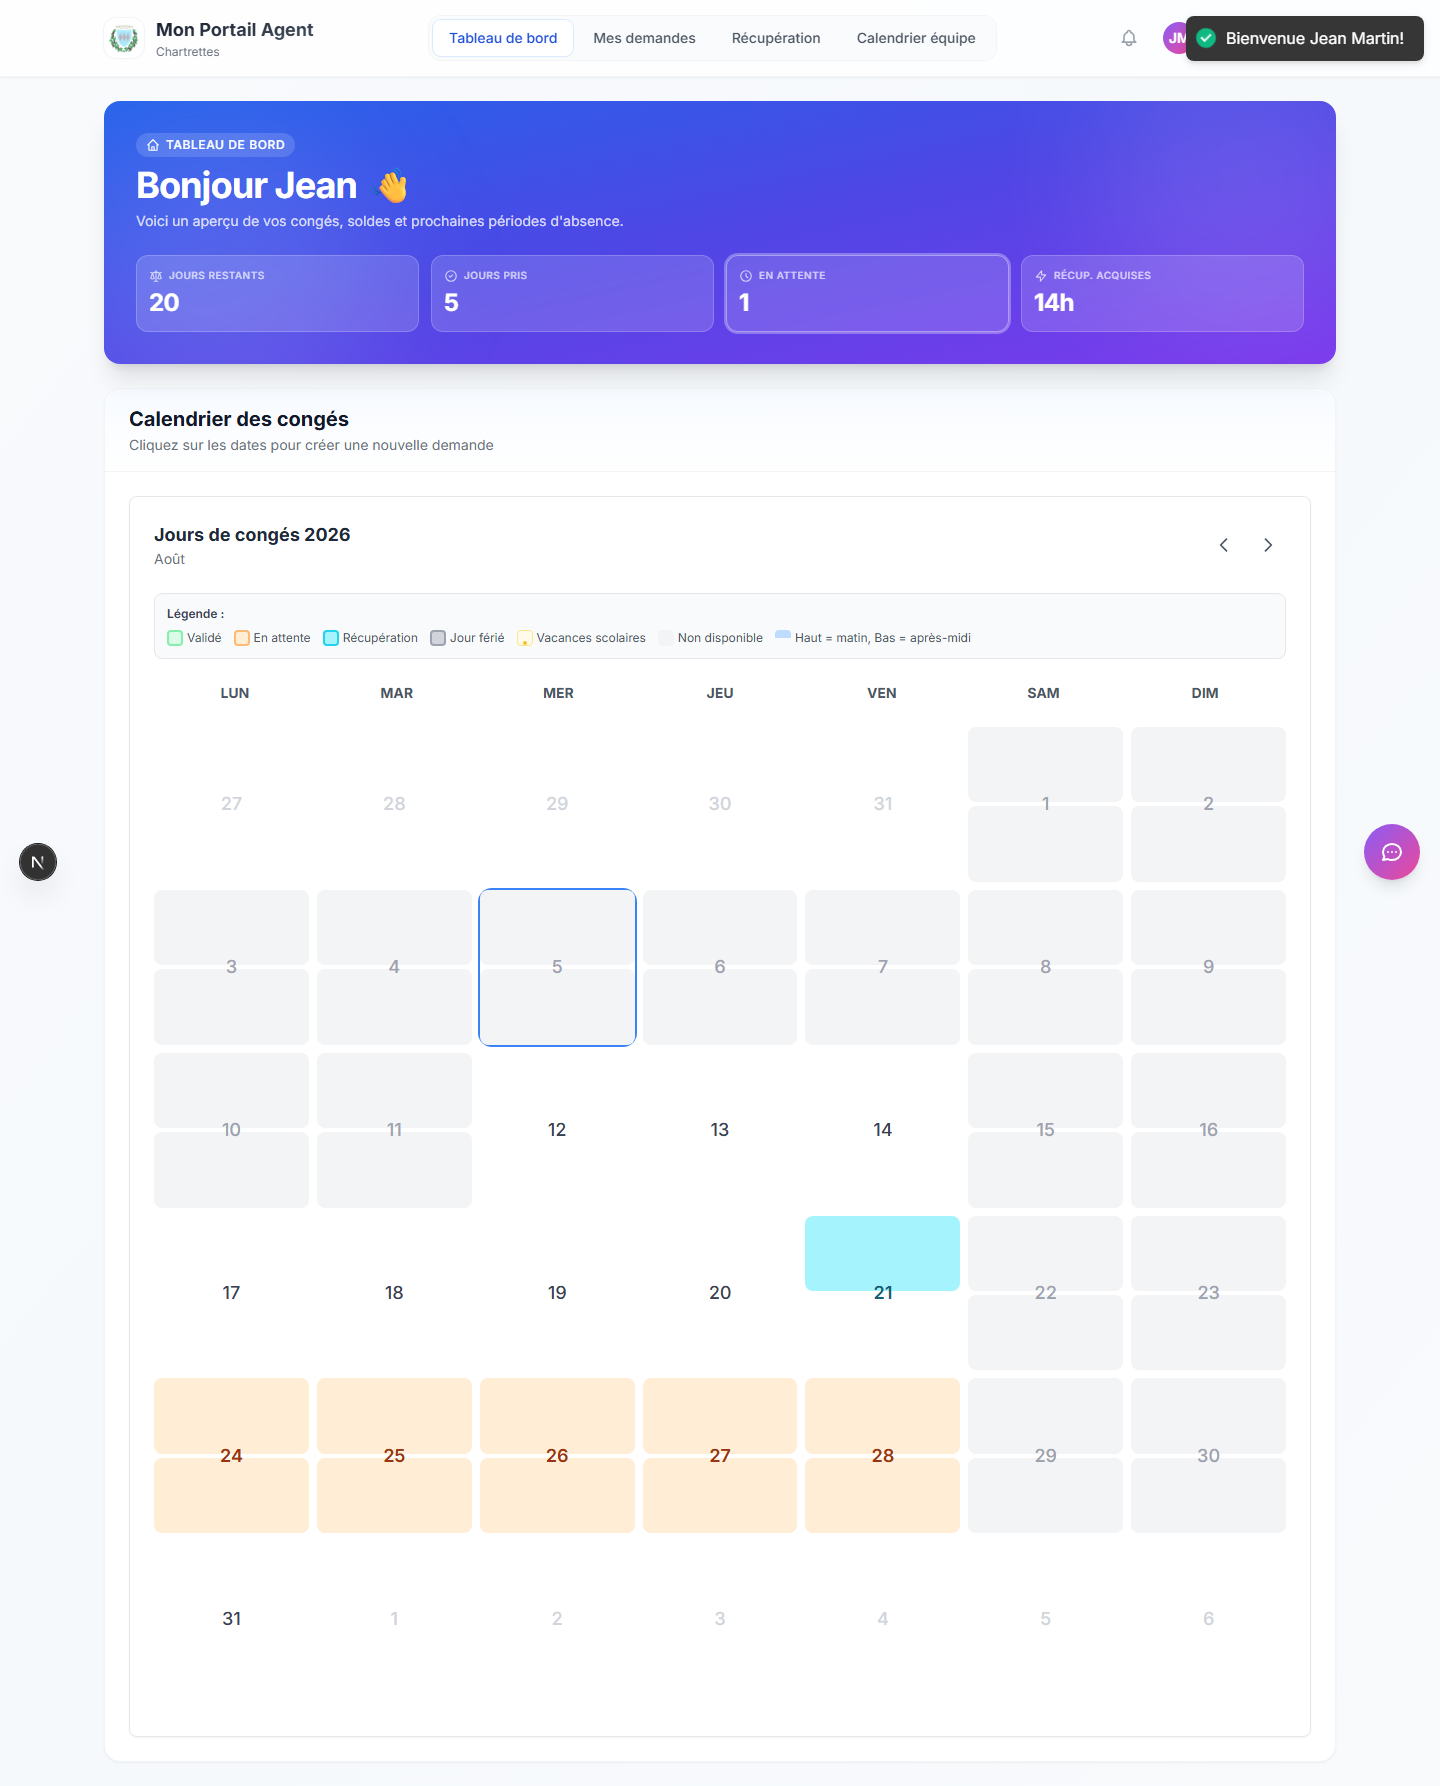 Mon Portail Agent
Chartrettes
Tableau de bord
Mes demandes
Récupération
Calendrier équipe
JM
Bienvenue Jean Martin!
TABLEAU DE BORD
Bonjour Jean 👋
Voici un aperçu de vos congés, soldes et prochaines périodes d'absence.
JOURS RESTANTS
20
JOURS PRIS
5
EN ATTENTE
1
RÉCUP. ACQUISES
14h
Calendrier des congés
Cliquez sur les dates pour créer une nouvelle demande
Jours de congés 2026
Août
Légende :
Validé En attente Récupération Jour férié Vacances scolaires Non disponible Haut = matin, Bas = après-midi
LUN MAR MER JEU VEN SAM DIM
27 28 29 30 31 1 2
3 4 5 6 7 8 9
10 11 12 13 14 15 16
17 18 19 20 21 22 23
24 25 26 27 28 29 30
31 1 2 3 4 5 6
N